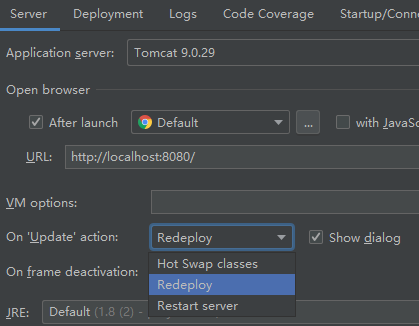 Server Deployment Logs Code Coverage Startup/Conne
Application server: Tomcat 9.0.29
Open browser
After launch Default ... with JavaSc
URL: http://localhost:8080/
VM options:
On 'Update' action: Redeploy Show dialog
Hot Swap classes
On frame deactivation: Redeploy
Restart server
JRE: Default (1.8 (2) -